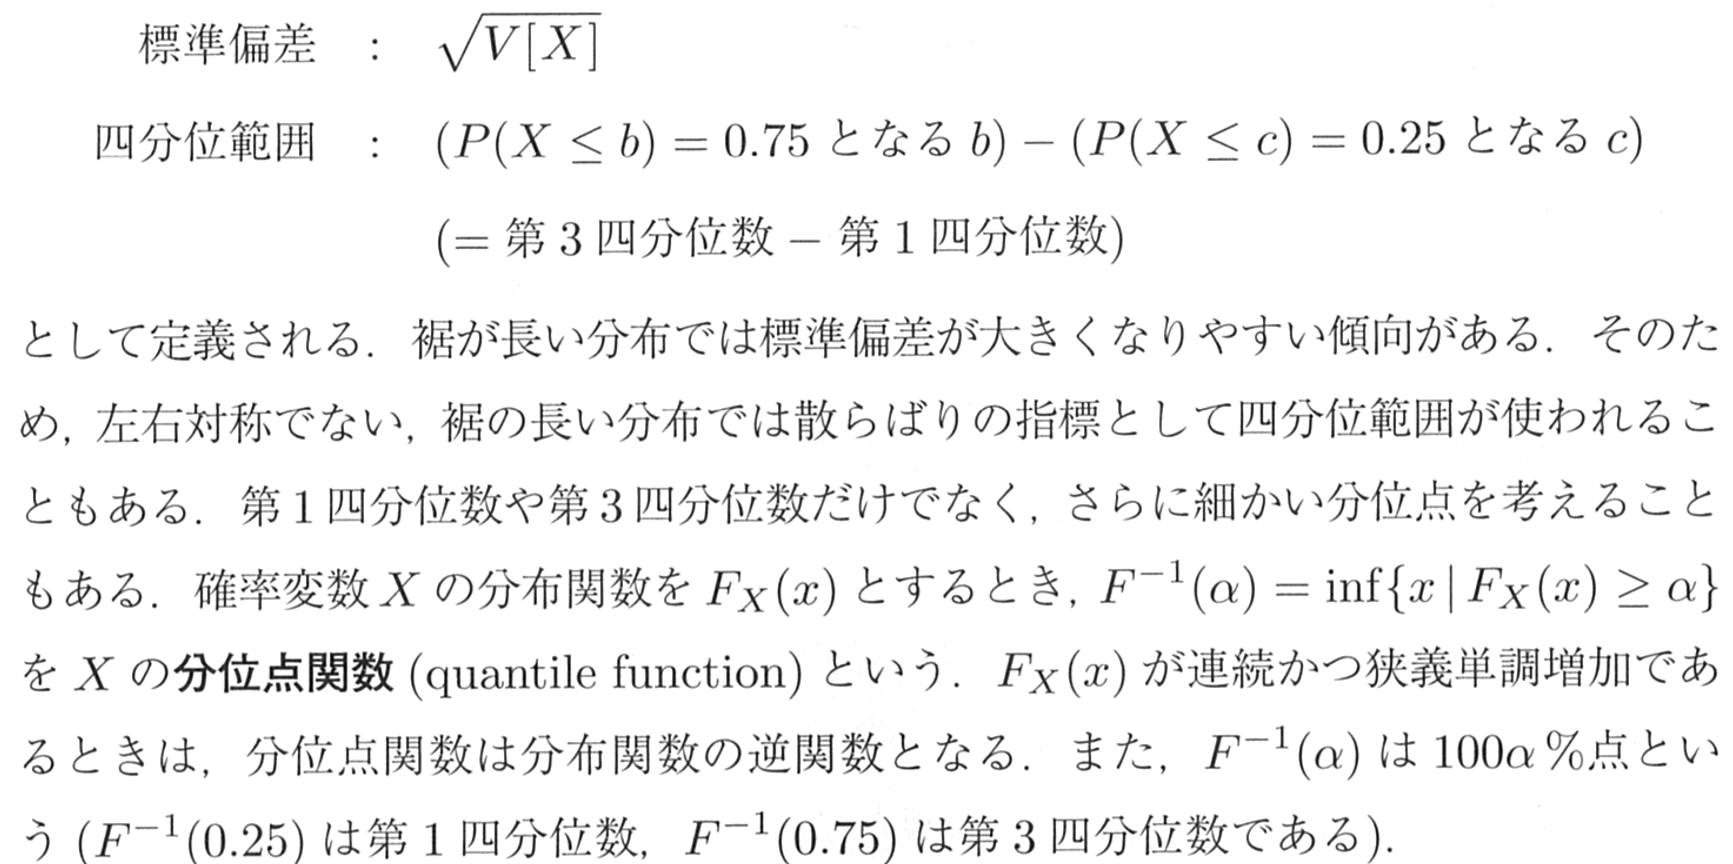 標準偏差 : √V[X]
四分位範囲 : (P(X ≤ b) = 0.75 となる b) − (P(X ≤ c) = 0.25 となる c)
(= 第 3 四分位数 − 第 1 四分位数)
として定義される．裾が長い分布では標準偏差が大きくなりやすい傾向がある．そのた
め, 左右対称でない, 裾の長い分布では散らばりの指標として四分位範囲が使われるこ
ともある．第 1 四分位数や第 3 四分位数だけでなく, さらに細かい分位点を考えること
もある．確率変数 X の分布関数を F_X(x) とするとき, F⁻¹(α) = inf{x | F_X(x) ≥ α}
を X の分位点関数 (quantile function) という．F_X(x) が連続かつ狭義単調増加であ
るときは, 分位点関数は分布関数の逆関数となる．また, F⁻¹(α) は 100α %点とい
う (F⁻¹(0.25) は第 1 四分位数, F⁻¹(0.75) は第 3 四分位数である).